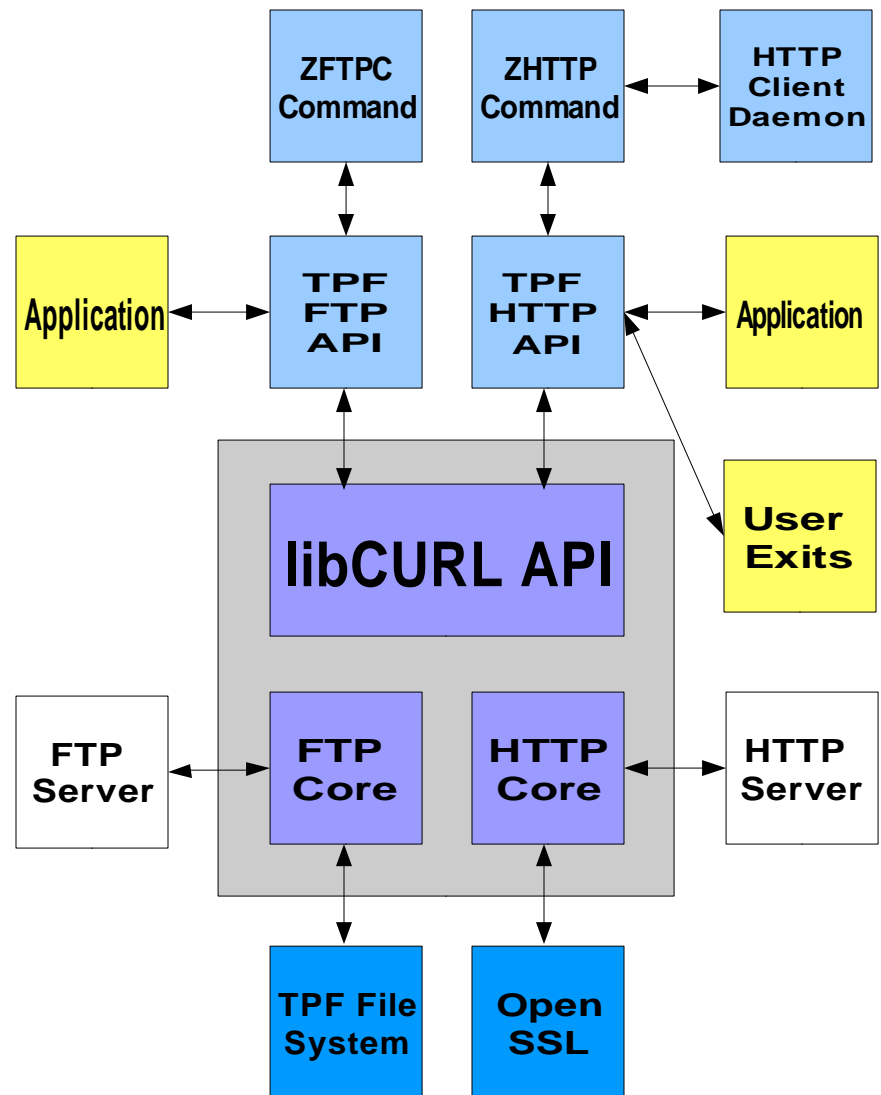 ZFTPC
Command
ZHTTP
Command
HTTP
Client
Daemon
Application
TPF
FTP
API
TPF
HTTP
API
Application
libCURL API
User
Exits
FTP
Server
FTP
Core
HTTP
Core
HTTP
Server
TPF File
System
Open
SSL